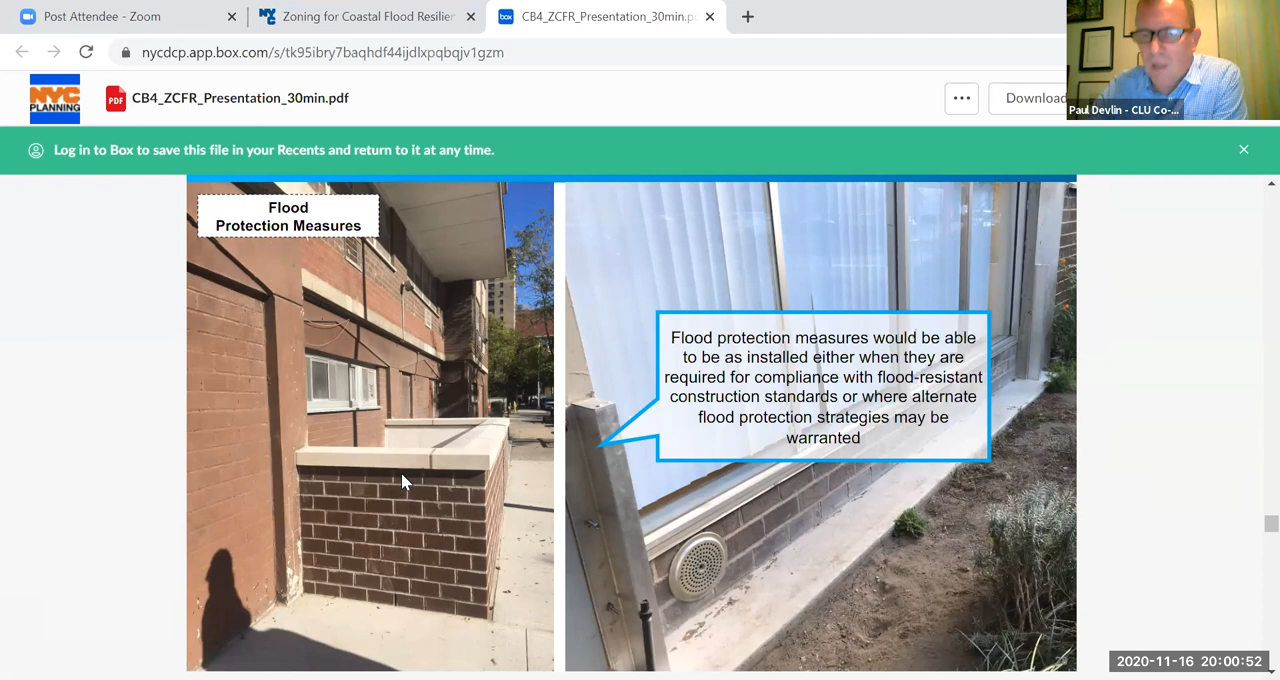 Post Attendee - Zoom
Zoning for Coastal Flood Resilien
CB4_ZCFR_Presentation_30min.p
nycdcp.app.box.com/s/tk95ibry7baqhdf44ijdlxpqbqjv1gzm
NYC
PLANNING
PDF
CB4_ZCFR_Presentation_30min.pdf
Download
Paul Devlin - CLU Co-...
box
Log in to Box to save this file in your Recents and return to it at any time.
Flood
Protection Measures
Flood protection measures would be able
to be as installed either when they are
required for compliance with flood-resistant
construction standards or where alternate
flood protection strategies may be
warranted
2020-11-16 20:00:52